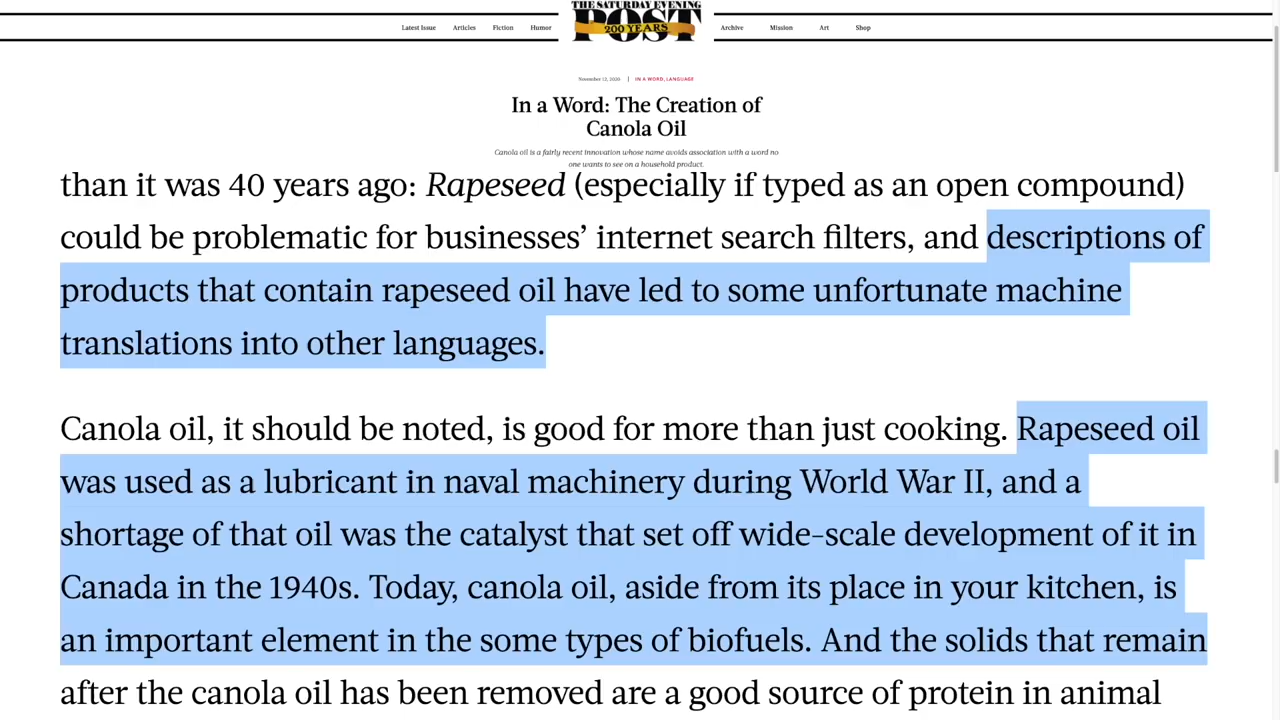 THE SATURDAY EVENING
POST
200 YEARS
Latest Issue Articles Fiction Humor Archive Mission Art Shop
November 12, 2020 | IN A WORD, LANGUAGE
In a Word: The Creation of
Canola Oil
Canola oil is a fairly recent innovation whose name avoids association with a word no
one wants to see on a household product.
than it was 40 years ago: Rapeseed (especially if typed as an open compound)
could be problematic for businesses’ internet search filters, and descriptions of
products that contain rapeseed oil have led to some unfortunate machine
translations into other languages.
Canola oil, it should be noted, is good for more than just cooking. Rapeseed oil
was used as a lubricant in naval machinery during World War II, and a
shortage of that oil was the catalyst that set off wide-scale development of it in
Canada in the 1940s. Today, canola oil, aside from its place in your kitchen, is
an important element in the some types of biofuels. And the solids that remain
after the canola oil has been removed are a good source of protein in animal